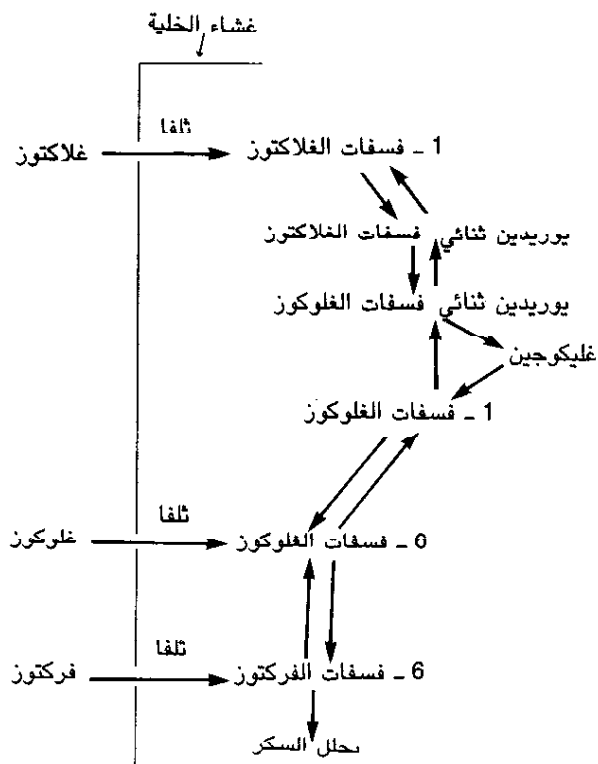 غشاء الخلية
ثلفا
غلاكتوز
1 ـ فسفات الغلاكتوز
يوريدين ثنائي فسفات الغلاكتوز
يوريدين ثنائي فسفات الغلوكوز
غليكوجين
1 ـ فسفات الغلوكوز
ثلفا
غلوكوز
6 ـ فسفات الغلوكوز
ثلفا
فركتوز
6 ـ فسفات الفركتوز
تحلل السكر